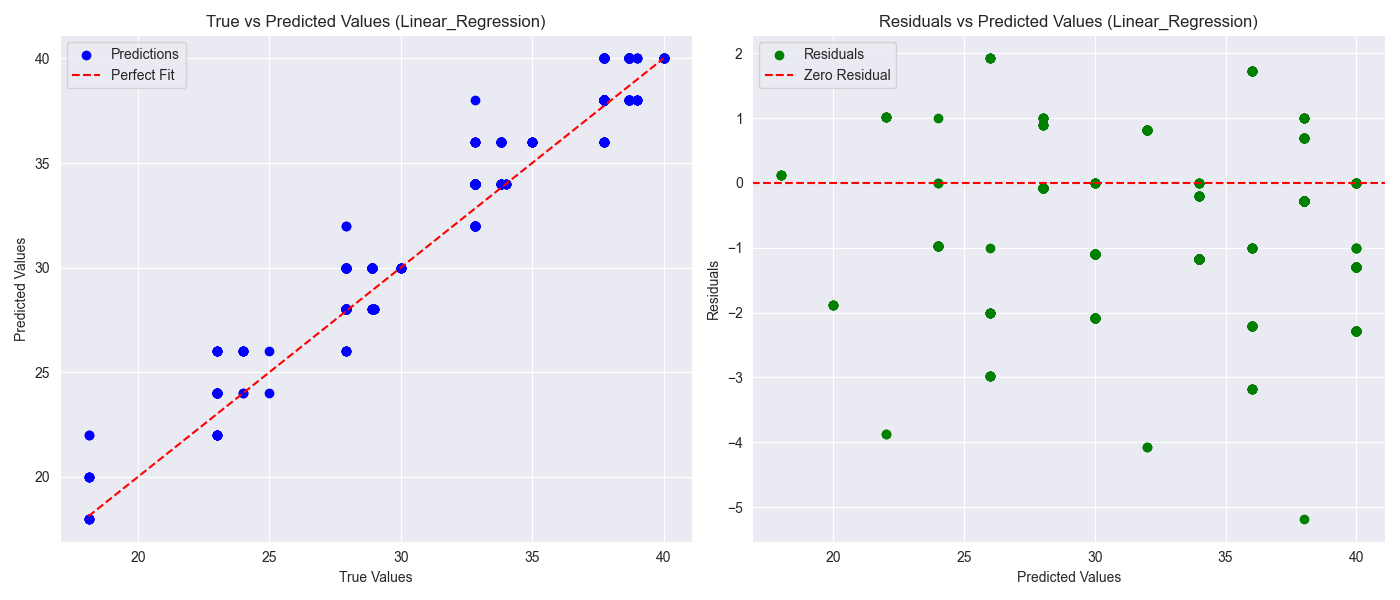 True vs Predicted Values (Linear_Regression)
Predictions
Perfect Fit
40
35
30
25
20
Predicted Values
20
25
30
35
40
True Values
Residuals vs Predicted Values (Linear_Regression)
Residuals
Zero Residual
2
1
0
−1
−2
−3
−4
−5
Residuals
20
25
30
35
40
Predicted Values